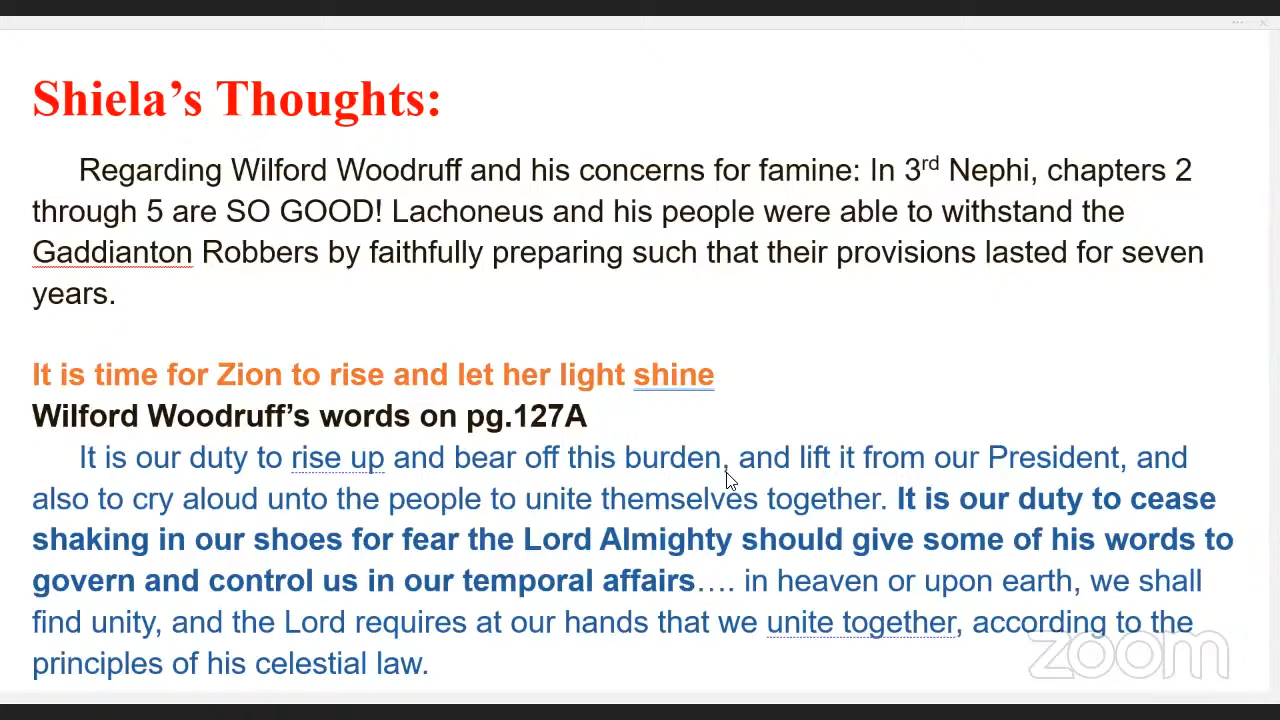 Shiela’s Thoughts:
Regarding Wilford Woodruff and his concerns for famine: In 3rd Nephi, chapters 2
through 5 are SO GOOD! Lachoneus and his people were able to withstand the
Gaddianton Robbers by faithfully preparing such that their provisions lasted for seven
years.
It is time for Zion to rise and let her light shine
Wilford Woodruff’s words on pg.127A
It is our duty to rise up and bear off this burden, and lift it from our President, and
also to cry aloud unto the people to unite themselves together. It is our duty to cease
shaking in our shoes for fear the Lord Almighty should give some of his words to
govern and control us in our temporal affairs…. in heaven or upon earth, we shall
find unity, and the Lord requires at our hands that we unite together, according to the
principles of his celestial law.
zoom